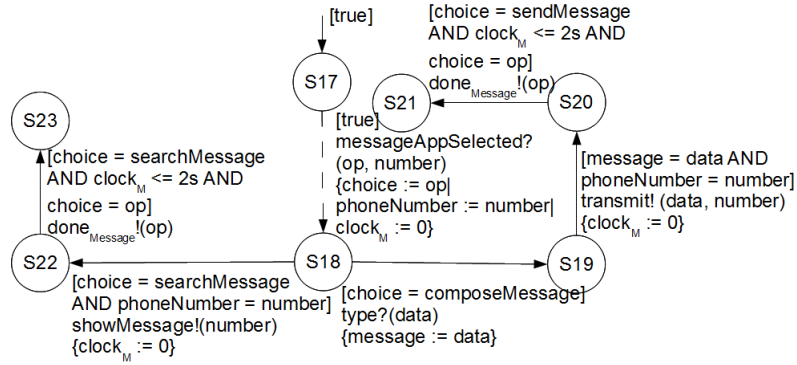 [true]
S17
[true]
messageAppSelected?
(op, number)
{choice := op|
phoneNumber := number|
clockM := 0}
S18
[choice = sendMessage
AND clockM <= 2s AND
choice = op]
doneMessage!(op)
S21
S20
[message = data AND
phoneNumber = number]
transmit! (data, number)
{clockM := 0}
S19
[choice = composeMessage]
type?(data)
{message := data}
S23
[choice = searchMessage
AND clockM <= 2s AND
choice = op]
doneMessage!(op)
S22
[choice = searchMessage
AND phoneNumber = number]
showMessage!(number)
{clockM := 0}